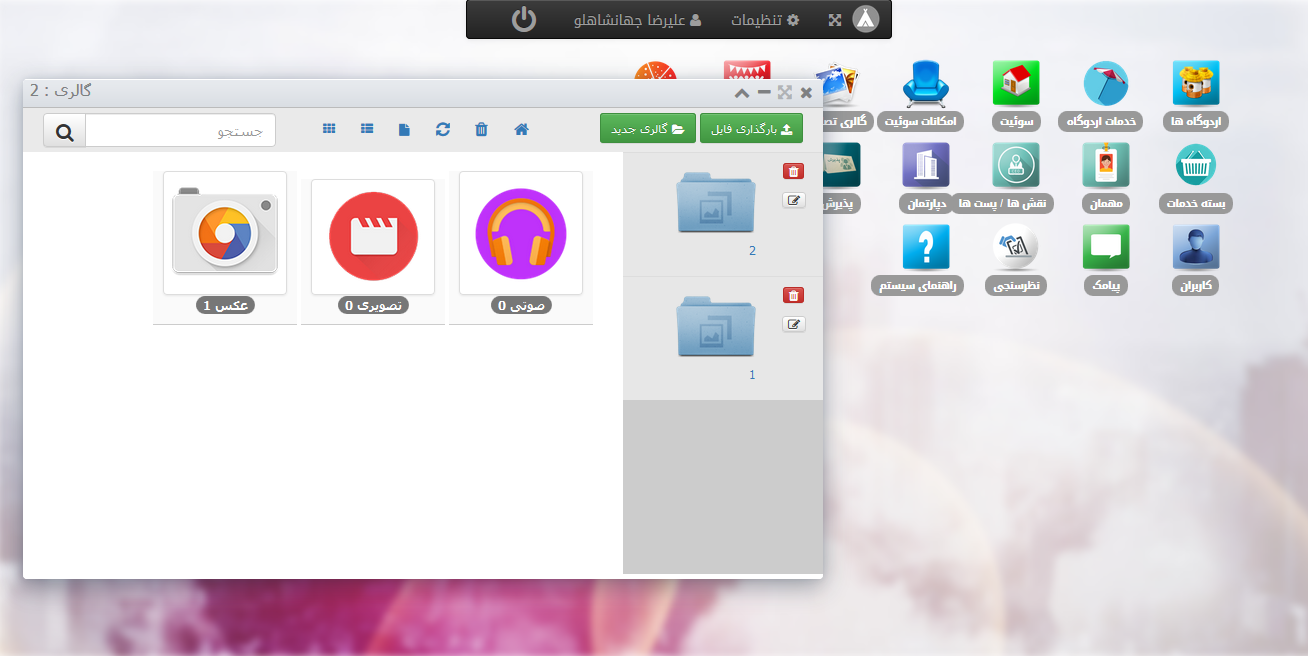 تنظیمات
علیرضا جهانشاهلو
گالری : 2
بارگذاری فایل
گالری جدید
جستجو
2
1
صوتی 0
تصویری 0
عکس 1
اردوگاه ها
خدمات اردوگاه
سوئیت
امکانات سوئیت
گالری تص
بسته خدمات
مهمان
نقش ها / پست ها
دپارتمان
پذیرش
کاربران
پیامک
نظرسنجی
راهنمای سیستم